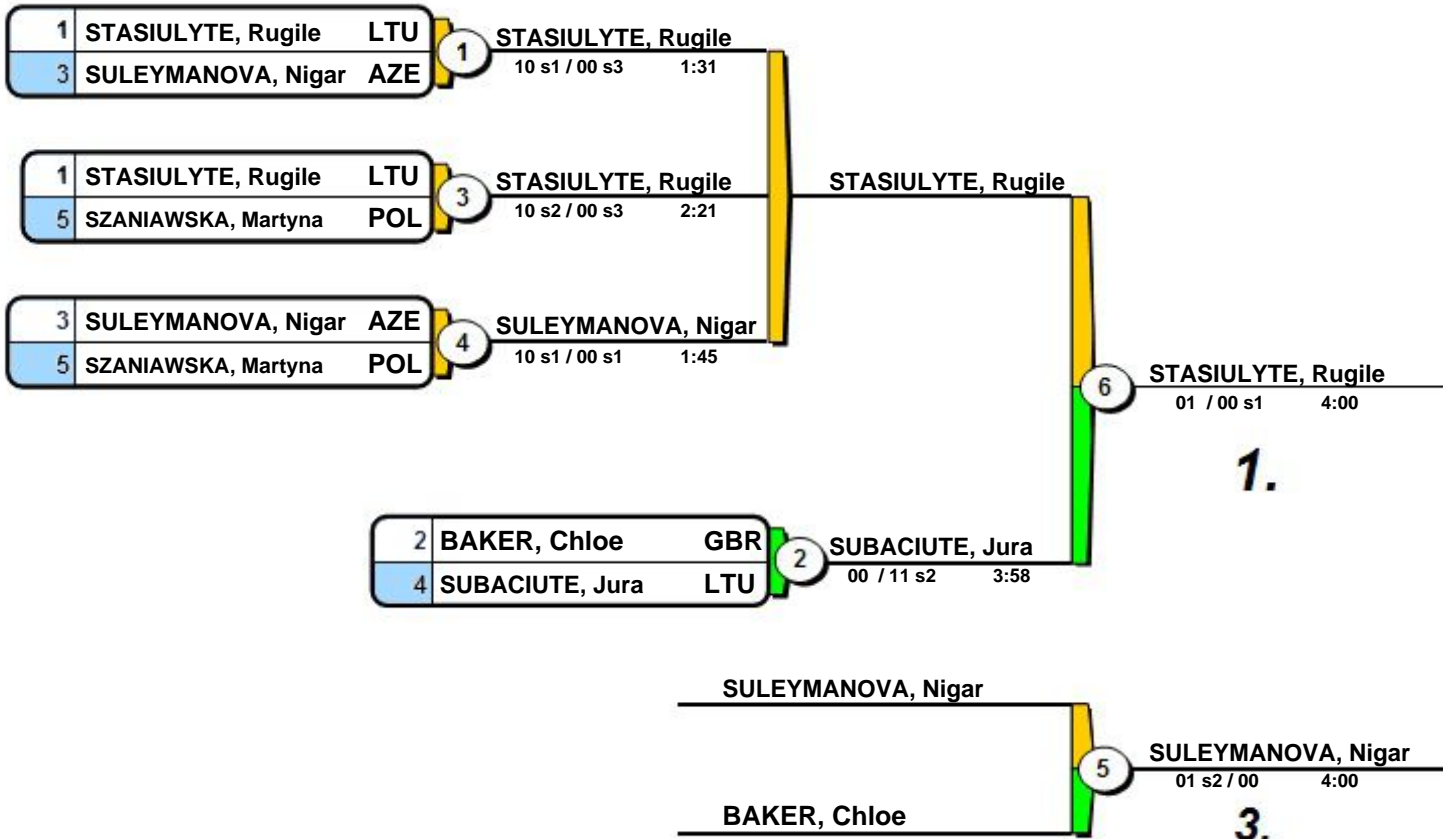 1 STASIULYTE, Rugile LTU
3 SULEYMANOVA, Nigar AZE
1
STASIULYTE, Rugile
10 s1 / 00 s3 1:31
1 STASIULYTE, Rugile LTU
5 SZANIAWSKA, Martyna POL
3
STASIULYTE, Rugile
10 s2 / 00 s3 2:21
STASIULYTE, Rugile
3 SULEYMANOVA, Nigar AZE
5 SZANIAWSKA, Martyna POL
4
SULEYMANOVA, Nigar
10 s1 / 00 s1 1:45
6
STASIULYTE, Rugile
01 / 00 s1 4:00
1.
2 BAKER, Chloe GBR
4 SUBACIUTE, Jura LTU
2
SUBACIUTE, Jura
00 / 11 s2 3:58
SULEYMANOVA, Nigar
BAKER, Chloe
5
SULEYMANOVA, Nigar
01 s2 / 00 4:00
3.